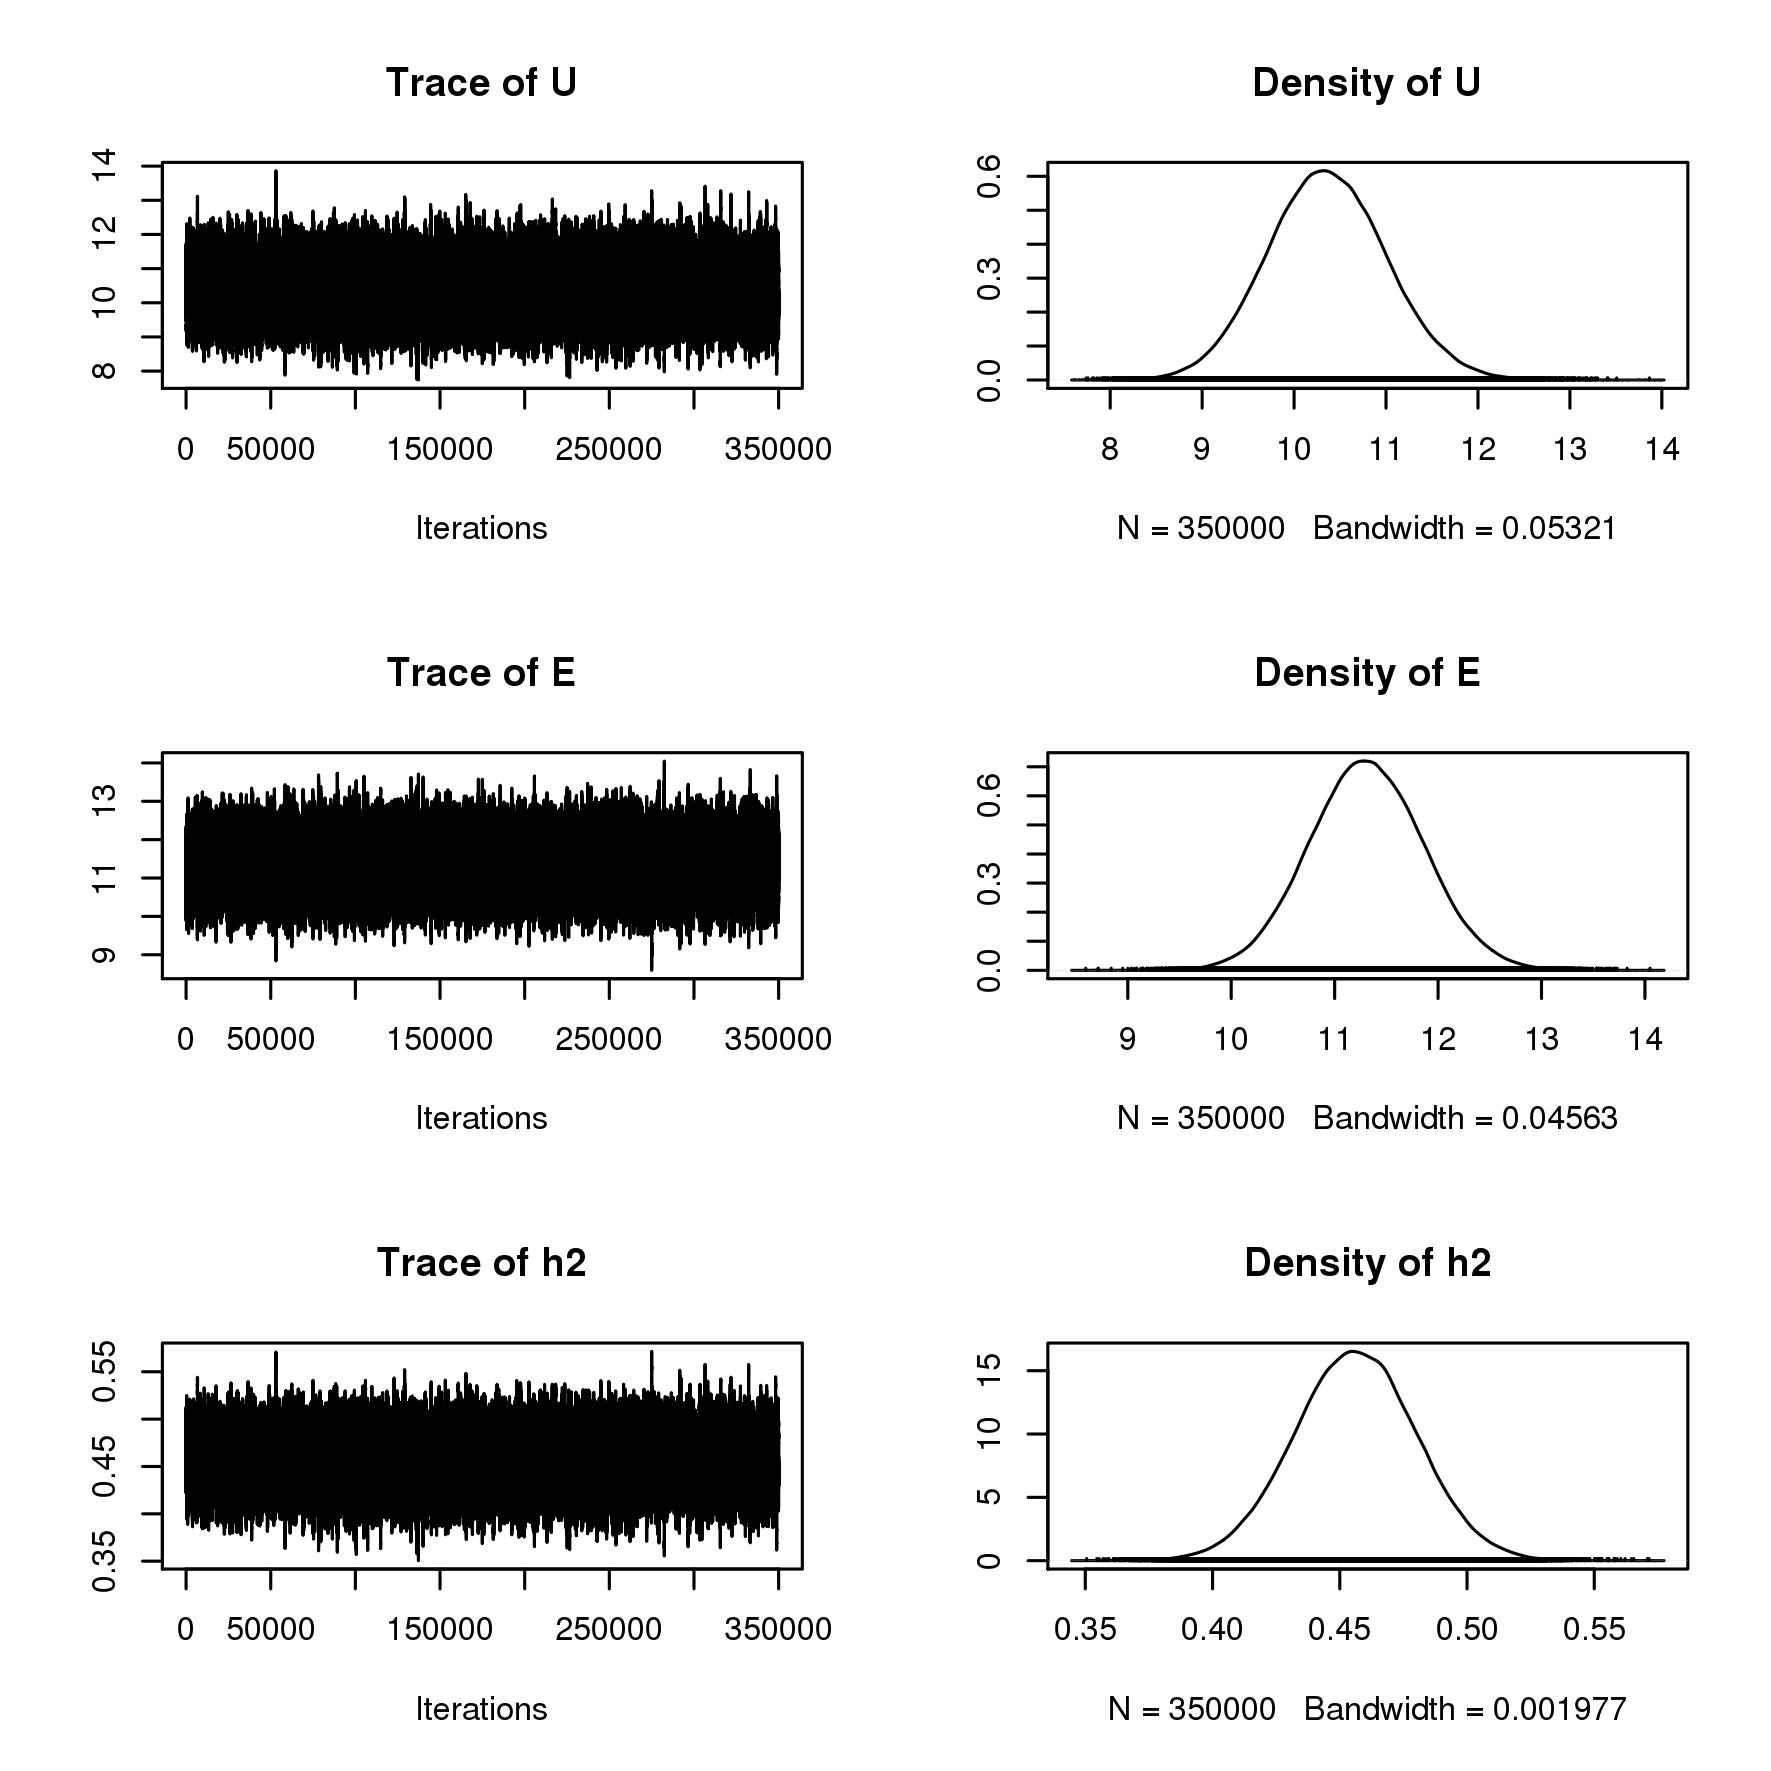 Trace of U
Density of U
8 10 12 14
0 50000 150000 250000 350000
Iterations
0.0 0.3 0.6
8 9 10 11 12 13 14
N = 350000 Bandwidth = 0.05321
Trace of E
Density of E
9 11 13
0 50000 150000 250000 350000
Iterations
0.0 0.3 0.6
9 10 11 12 13 14
N = 350000 Bandwidth = 0.04563
Trace of h2
Density of h2
0.35 0.45 0.55
0 50000 150000 250000 350000
Iterations
0 5 10 15
0.35 0.40 0.45 0.50 0.55
N = 350000 Bandwidth = 0.001977